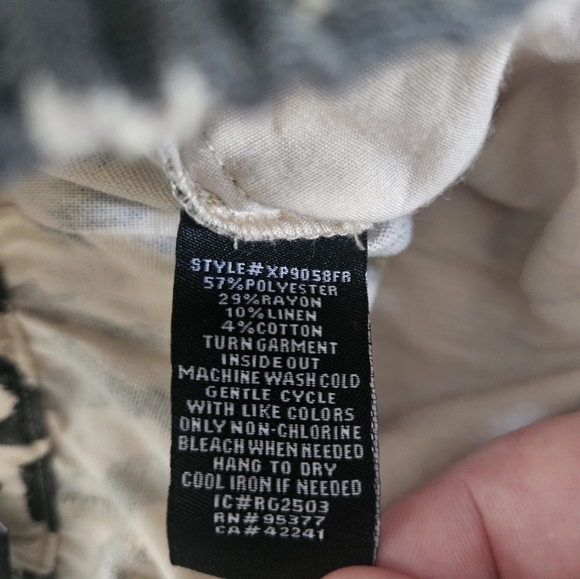 STYLE#XP9058FR
57%POLYESTER
29%RAYON
10%LINEN
4%COTTON
TURN GARMENT
INSIDE OUT
MACHINE WASH COLD
GENTLE CYCLE
WITH LIKE COLORS
ONLY NON-CHLORINE
BLEACH WHEN NEEDED
HANG TO DRY
COOL IRON IF NEEDED
IC#RG2503
RN#95377
CA#42241